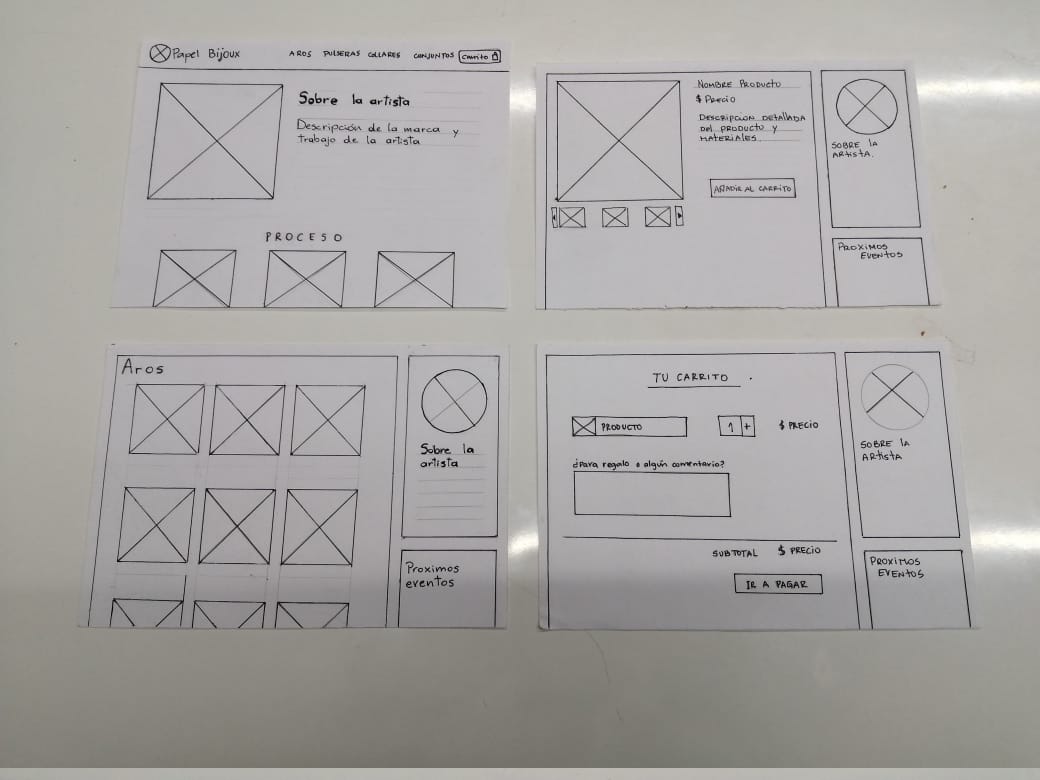 Papel Bijoux
AROS PULSERAS COLLARES CONJUNTOS Carrito
Sobre la artista
Descripción de la marca y
trabajo de la artista
PROCESO
NOMBRE PRODUCTO
$ Precio
DESCRIPCION DETALLADA
DEL PRODUCTO Y
MATERIALES.
AÑADIR AL CARRITO
SOBRE LA
ARTISTA.
PROXIMOS
EVENTOS
Aros
Sobre la
artista
Proximos
eventos
TU CARRITO
PRODUCTO
1 +
$ PRECIO
¿Para regalo o algún comentario?
SUBTOTAL $ PRECIO
IR A PAGAR
SOBRE LA
ARTISTA
PROXIMOS
EVENTOS